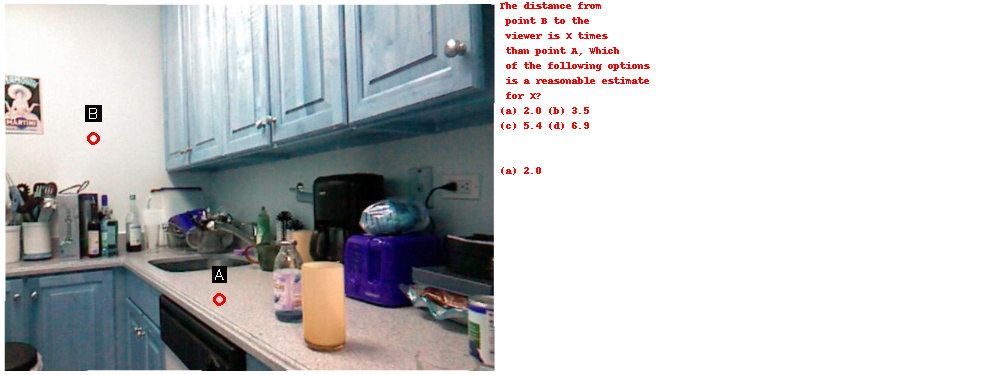 The distance from
point B to the
viewer is X times
than point A, Which
of the following options
is a reasonable estimate
for X?
(a) 2.0 (b) 3.5
(c) 5.4 (d) 6.9
(a) 2.0
B
A